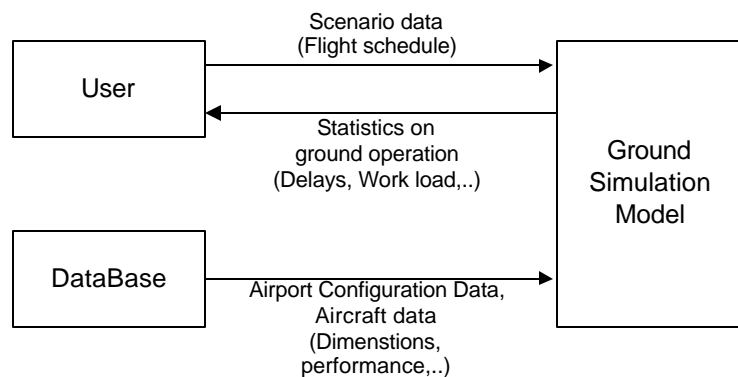 Scenario data
(Flight schedule)
User
Statistics on
ground operation
(Delays, Work load,..)
Ground
Simulation
Model
DataBase
Airport Configuration Data,
Aircraft data
(Dimenstions,
performance,..)